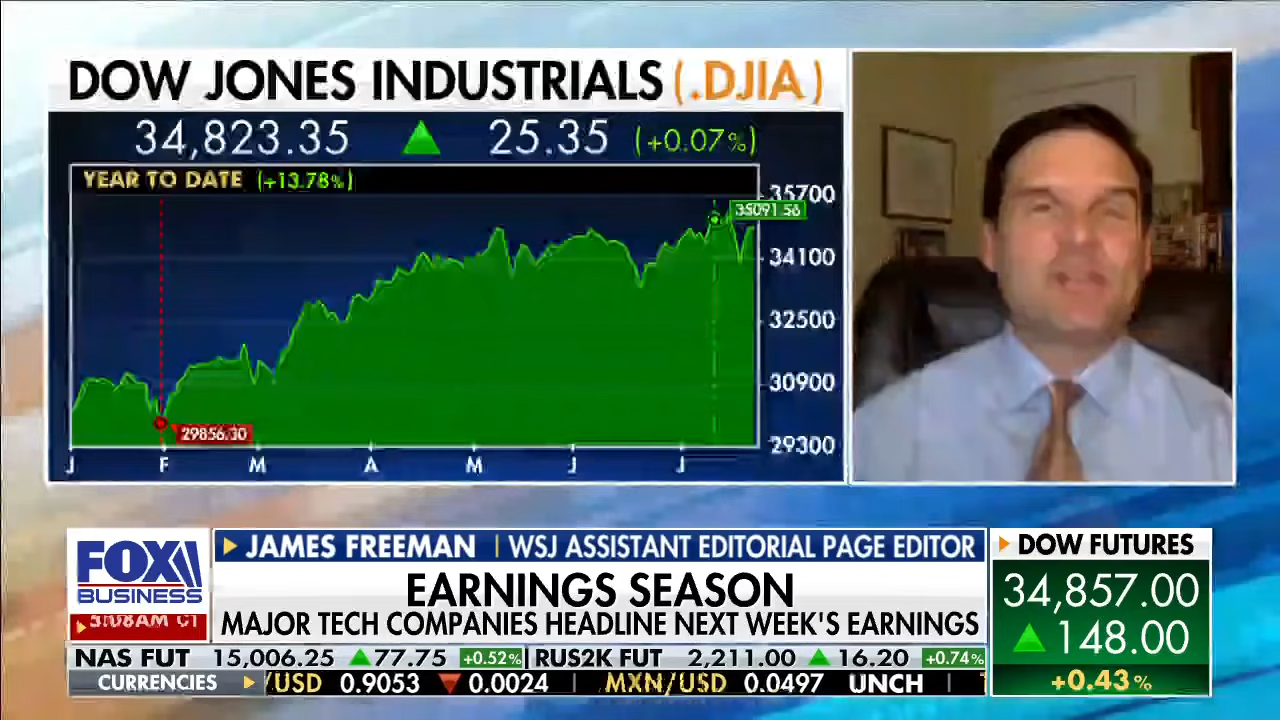 DOW JONES INDUSTRIALS (.DJIA)
34,823.35 25.35 (+0.07%)
YEAR TO DATE (+13.78%)
35700
35091.56
34100
32500
30900
29856.30
29300
J F M A M J J
JAMES FREEMAN | WSJ ASSISTANT EDITORIAL PAGE EDITOR
EARNINGS SEASON
MAJOR TECH COMPANIES HEADLINE NEXT WEEK'S EARNINGS
FOX
BUSINESS
DOW FUTURES
34,857.00
148.00
+0.43%
NAS FUT 15,006.25 77.75 +0.52% RUS2K FUT 2,211.00 16.20 +0.74%
CURRENCIES /USD 0.9053 0.0024 | MXN/USD 0.0497 UNCH |